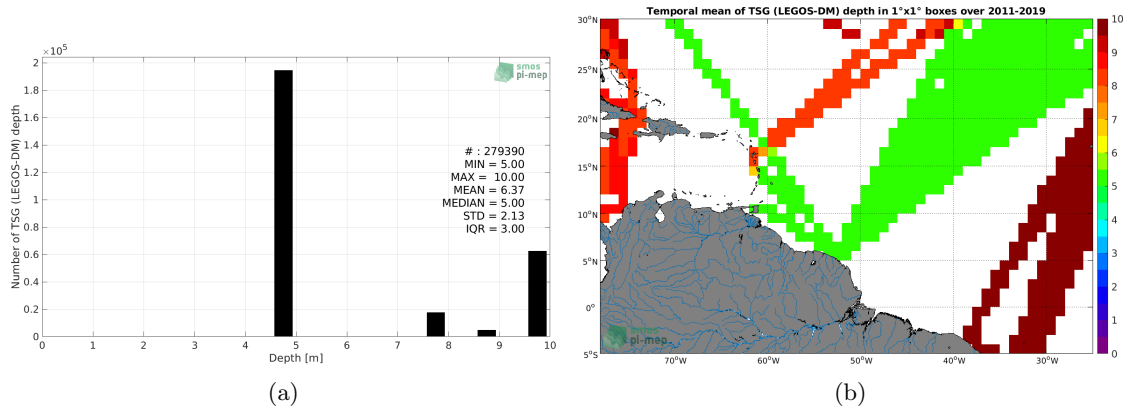 ×10^5
2
1.8
1.6
1.4
1.2
1
0.8
0.6
0.4
0.2
0
Number of TSG (LEGOS-DM) depth
smos
pi-mep
# : 279390
MIN = 5.00
MAX = 10.00
MEAN = 6.37
MEDIAN = 5.00
STD = 2.13
IQR = 3.00
0 1 2 3 4 5 6 7 8 9 10
Depth [m]
(a)
Temporal mean of TSG (LEGOS-DM) depth in 1°x1° boxes over 2011-2019
30°N
25°N
20°N
15°N
10°N
5°N
0°
5°S
smos
pi-mep
70°W 60°W 50°W 40°W 30°W
10
9
8
7
6
5
4
3
2
1
0
(b)